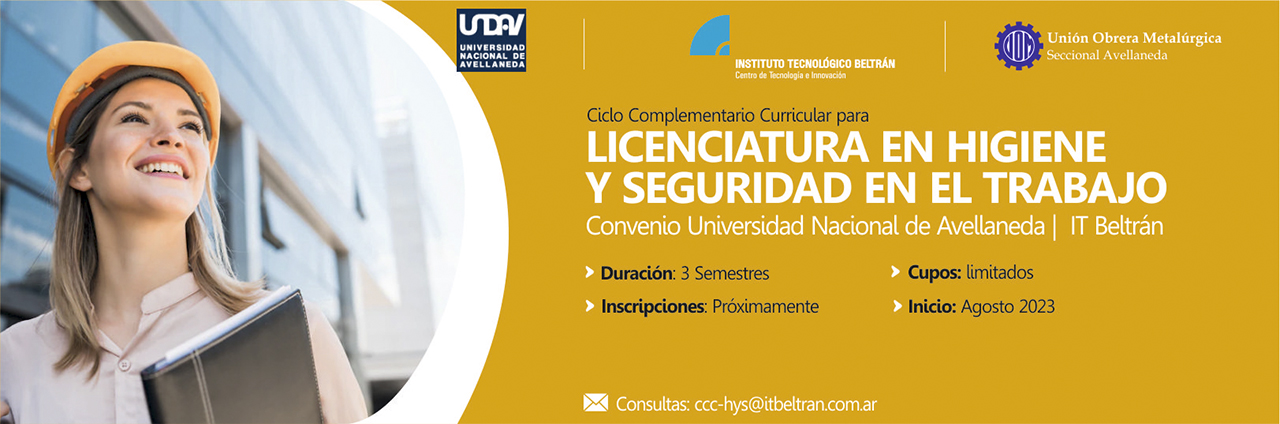 UNDAV
UNIVERSIDAD
NACIONAL DE
AVELLANEDA
INSTITUTO TECNOLÓGICO BELTRÁN
Centro de Tecnología e Innovación
UOM
Unión Obrera Metalúrgica
Seccional Avellaneda
Ciclo Complementario Curricular para
LICENCIATURA EN HIGIENE
Y SEGURIDAD EN EL TRABAJO
Convenio Universidad Nacional de Avellaneda | IT Beltrán
Duración: 3 Semestres
Cupos: limitados
Inscripciones: Próximamente
Inicio: Agosto 2023
Consultas: ccc-hys@itbeltran.com.ar